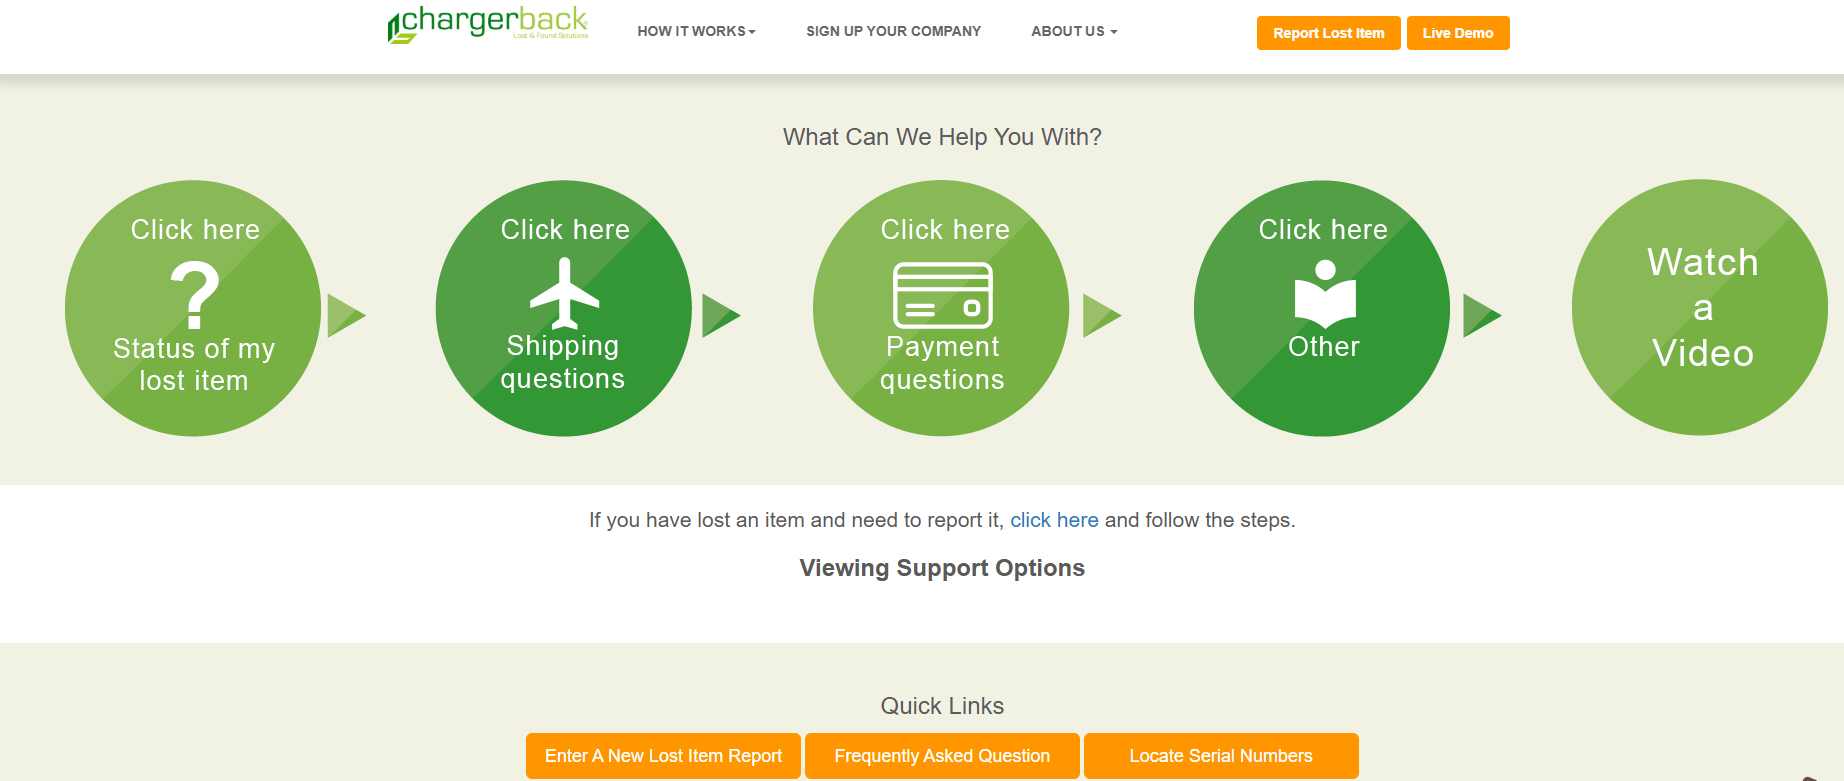 chargerback
Lost & Found Solutions
HOW IT WORKS
SIGN UP YOUR COMPANY
ABOUT US
Report Lost Item
Live Demo
What Can We Help You With?
Click here
?
Status of my
lost item
Click here
Shipping
questions
Click here
Payment
questions
Click here
Other
Watch
a
Video
If you have lost an item and need to report it, click here and follow the steps.
Viewing Support Options
Quick Links
Enter A New Lost Item Report
Frequently Asked Question
Locate Serial Numbers